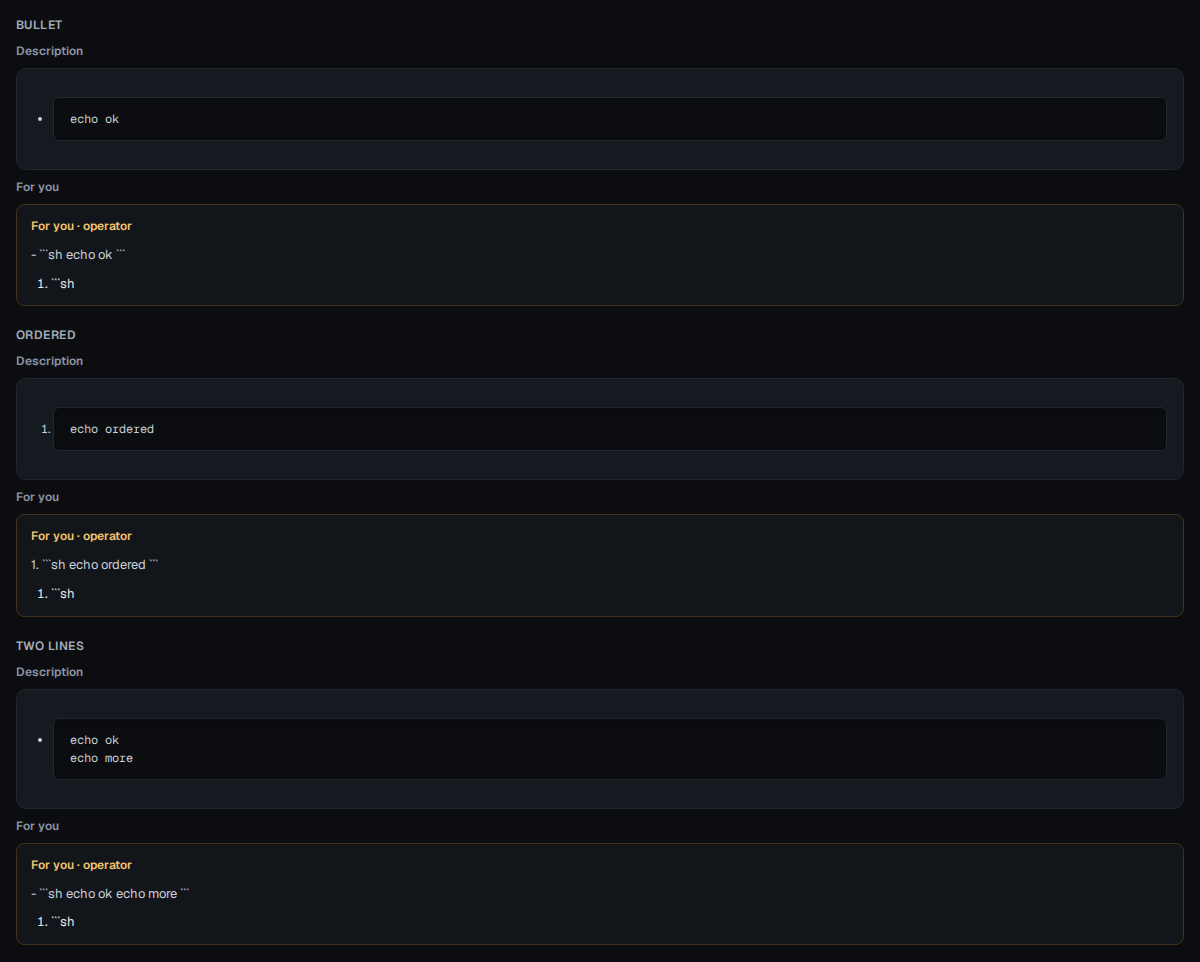 BULLET
Description
• echo ok
For you
For you · operator
- ```sh echo ok ```
1. ```sh
ORDERED
Description
1. echo ordered
For you
For you · operator
1. ```sh echo ordered ```
1. ```sh
TWO LINES
Description
• echo ok
echo more
For you
For you · operator
- ```sh echo ok echo more ```
1. ```sh